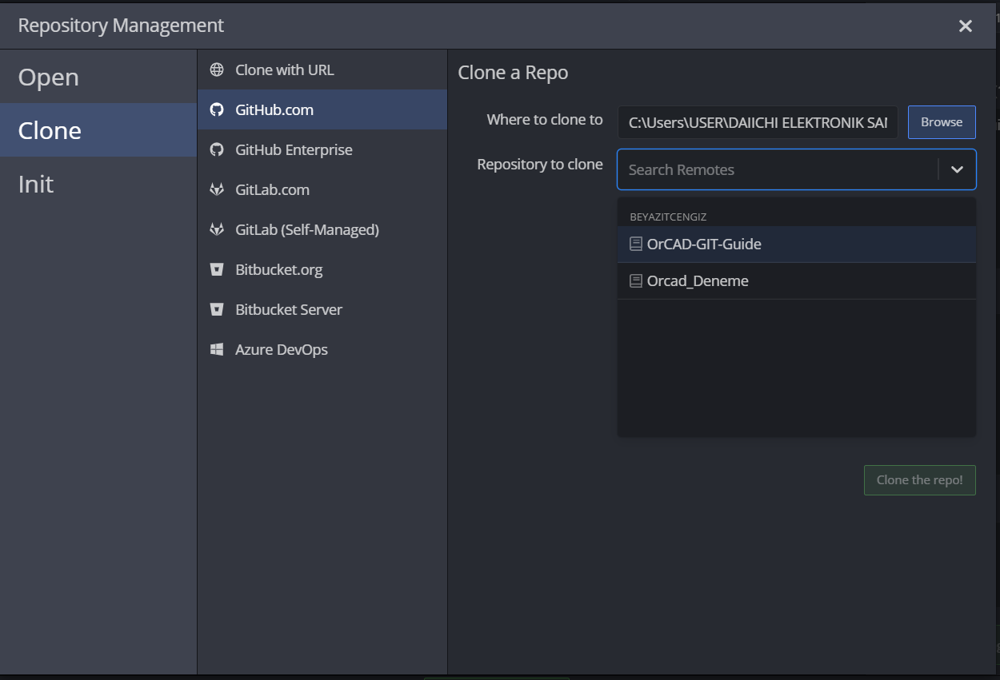 Repository Management
Open
Clone
Init
Clone with URL
GitHub.com
GitHub Enterprise
GitLab.com
GitLab (Self-Managed)
Bitbucket.org
Bitbucket Server
Azure DevOps
Clone a Repo
Where to clone to
C:\Users\USER\DAIICHI ELEKTRONIK
Browse
Repository to clone
Search Remotes
BEYAZITCENGIZ
OrCAD-GIT-Guide
Orcad_Deneme
Clone the repo!